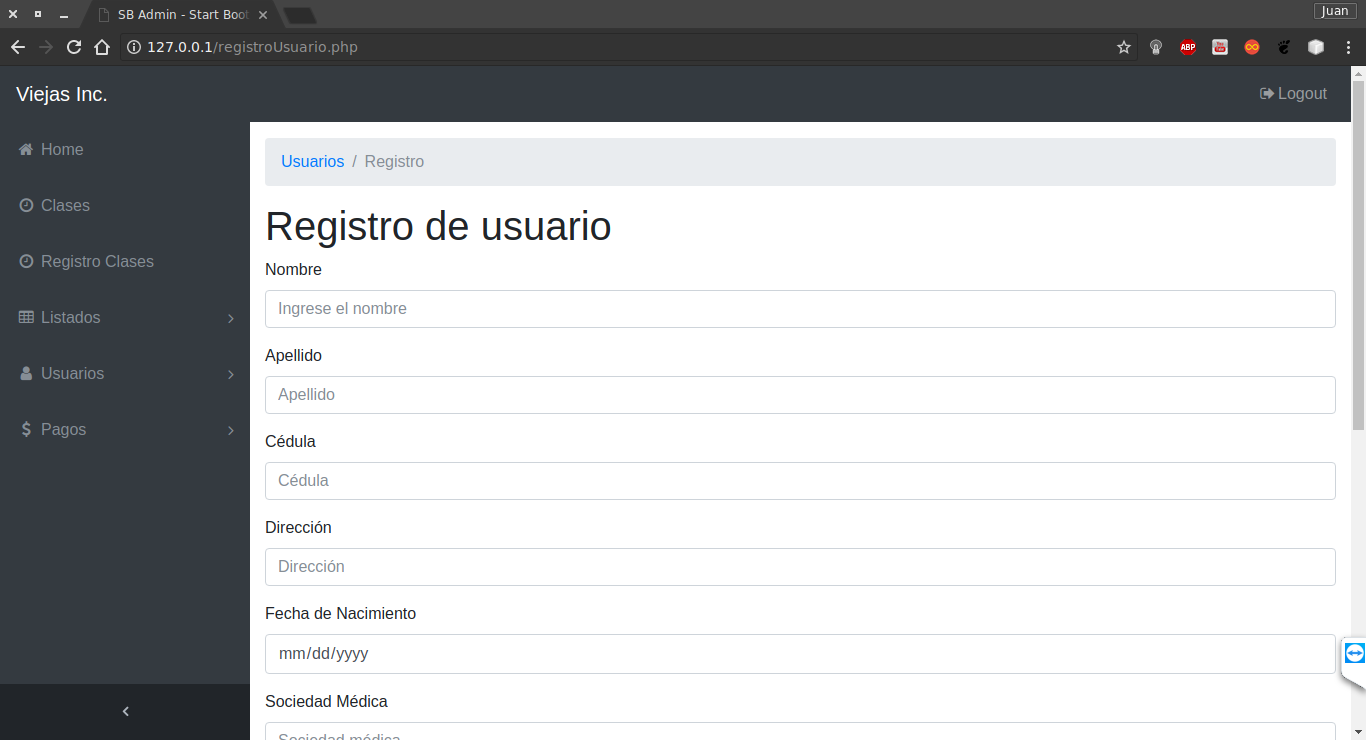 SB Admin - Start Boot
Juan
127.0.0.1/registroUsuario.php
ABP
Viejas Inc.
Logout
Home
Clases
Registro Clases
Listados
Usuarios
Pagos
Usuarios / Registro
Registro de usuario
Nombre
Ingrese el nombre
Apellido
Apellido
Cédula
Cédula
Dirección
Dirección
Fecha de Nacimiento
mm/dd/yyyy
Sociedad Médica
Sociedad médica